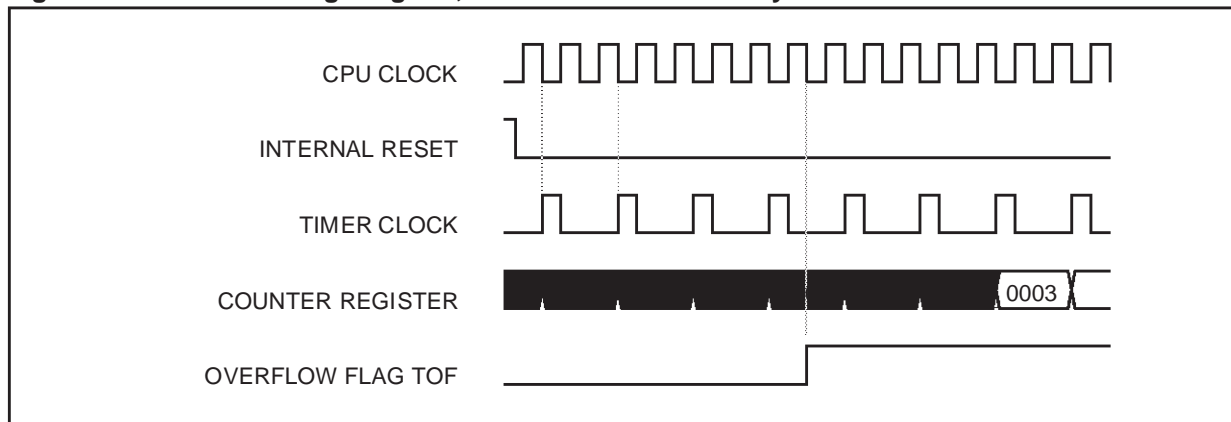 CPU CLOCK
INTERNAL RESET
TIMER CLOCK
COUNTER REGISTER
0003
OVERFLOW FLAG TOF